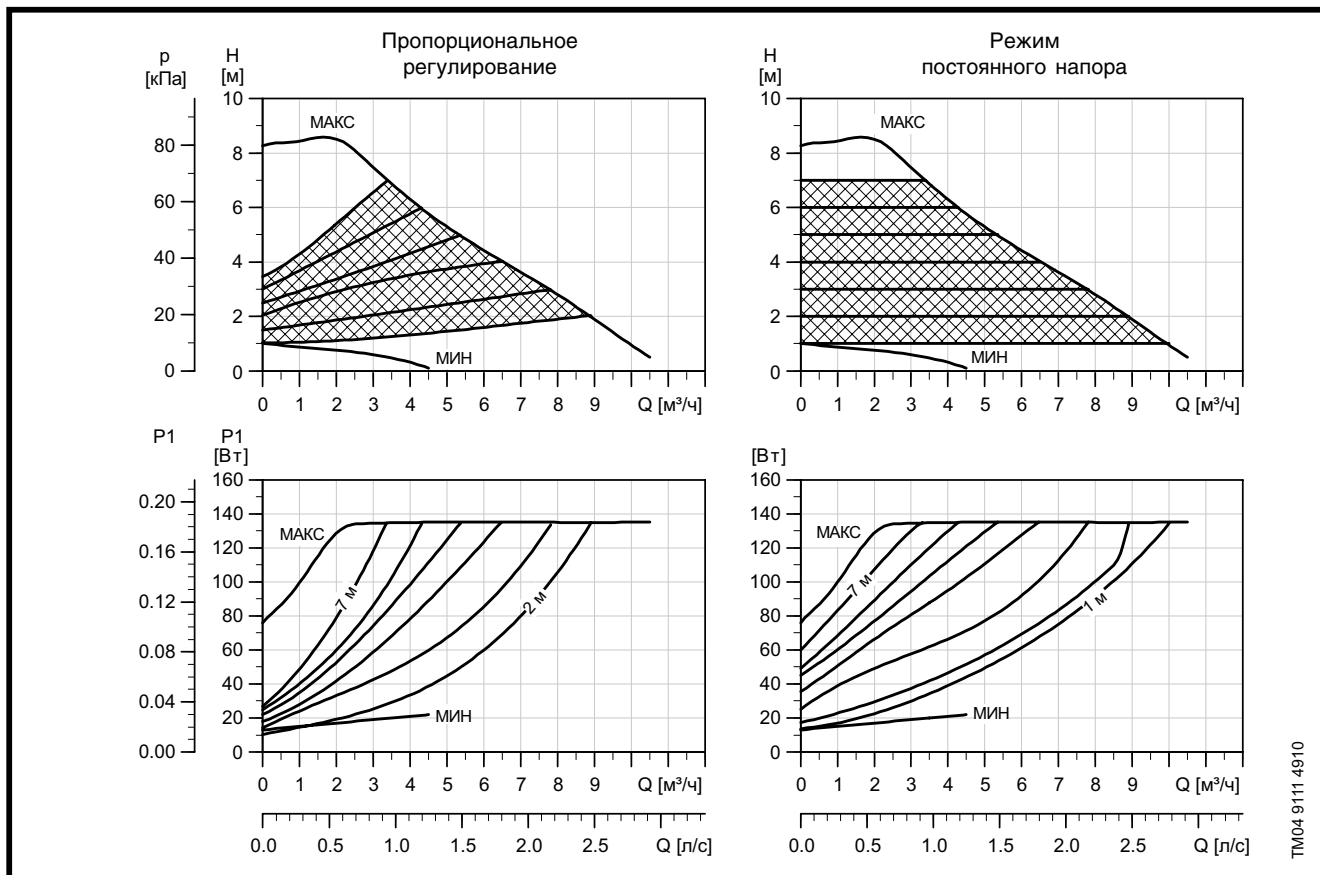 Пропорциональное
регулирование
Режим
постоянного напора
p
[кПа]
H
[м]
H
[м]
10
8
6
4
2
0
80
60
40
20
0
МАКС
МИН
0 1 2 3 4 5 6 7 8 9 Q [м³/ч]
10
8
6
4
2
0
МАКС
МИН
0 1 2 3 4 5 6 7 8 9 Q [м³/ч]
P1
P1
[Вт]
0.20
0.16
0.12
0.08
0.04
0.00
160
140
120
100
80
60
40
20
0
МАКС
7 м
2 м
МИН
0 1 2 3 4 5 6 7 8 9 Q [м³/ч]
0.0 0.5 1.0 1.5 2.0 2.5 Q [л/с]
[Вт]
160
140
120
100
80
60
40
20
0
МАКС
7 м
1 м
МИН
0 1 2 3 4 5 6 7 8 9 Q [м³/ч]
0.0 0.5 1.0 1.5 2.0 2.5 Q [л/с]
TM04 9111 4910